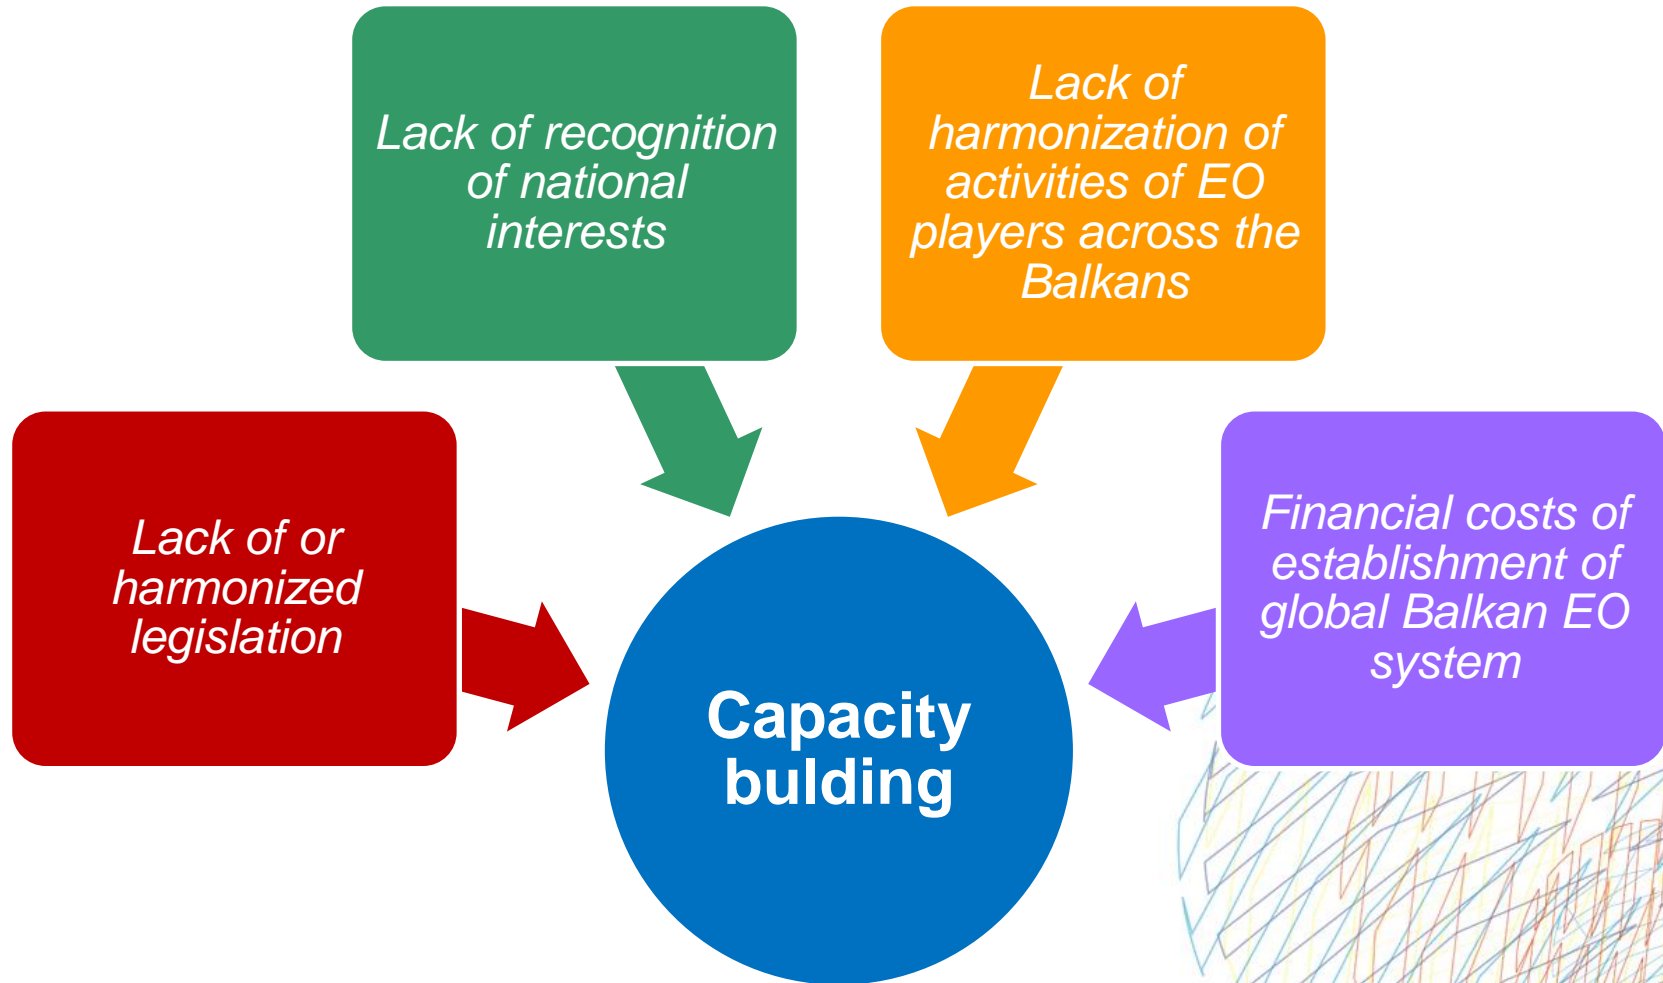 Lack of recognition
of national
interests
Lack of
harmonization of
activities of EO
players across the
Balkans
Lack of or
harmonized
legislation
Financial costs of
establishment of
global Balkan EO
system
Capacity
bulding